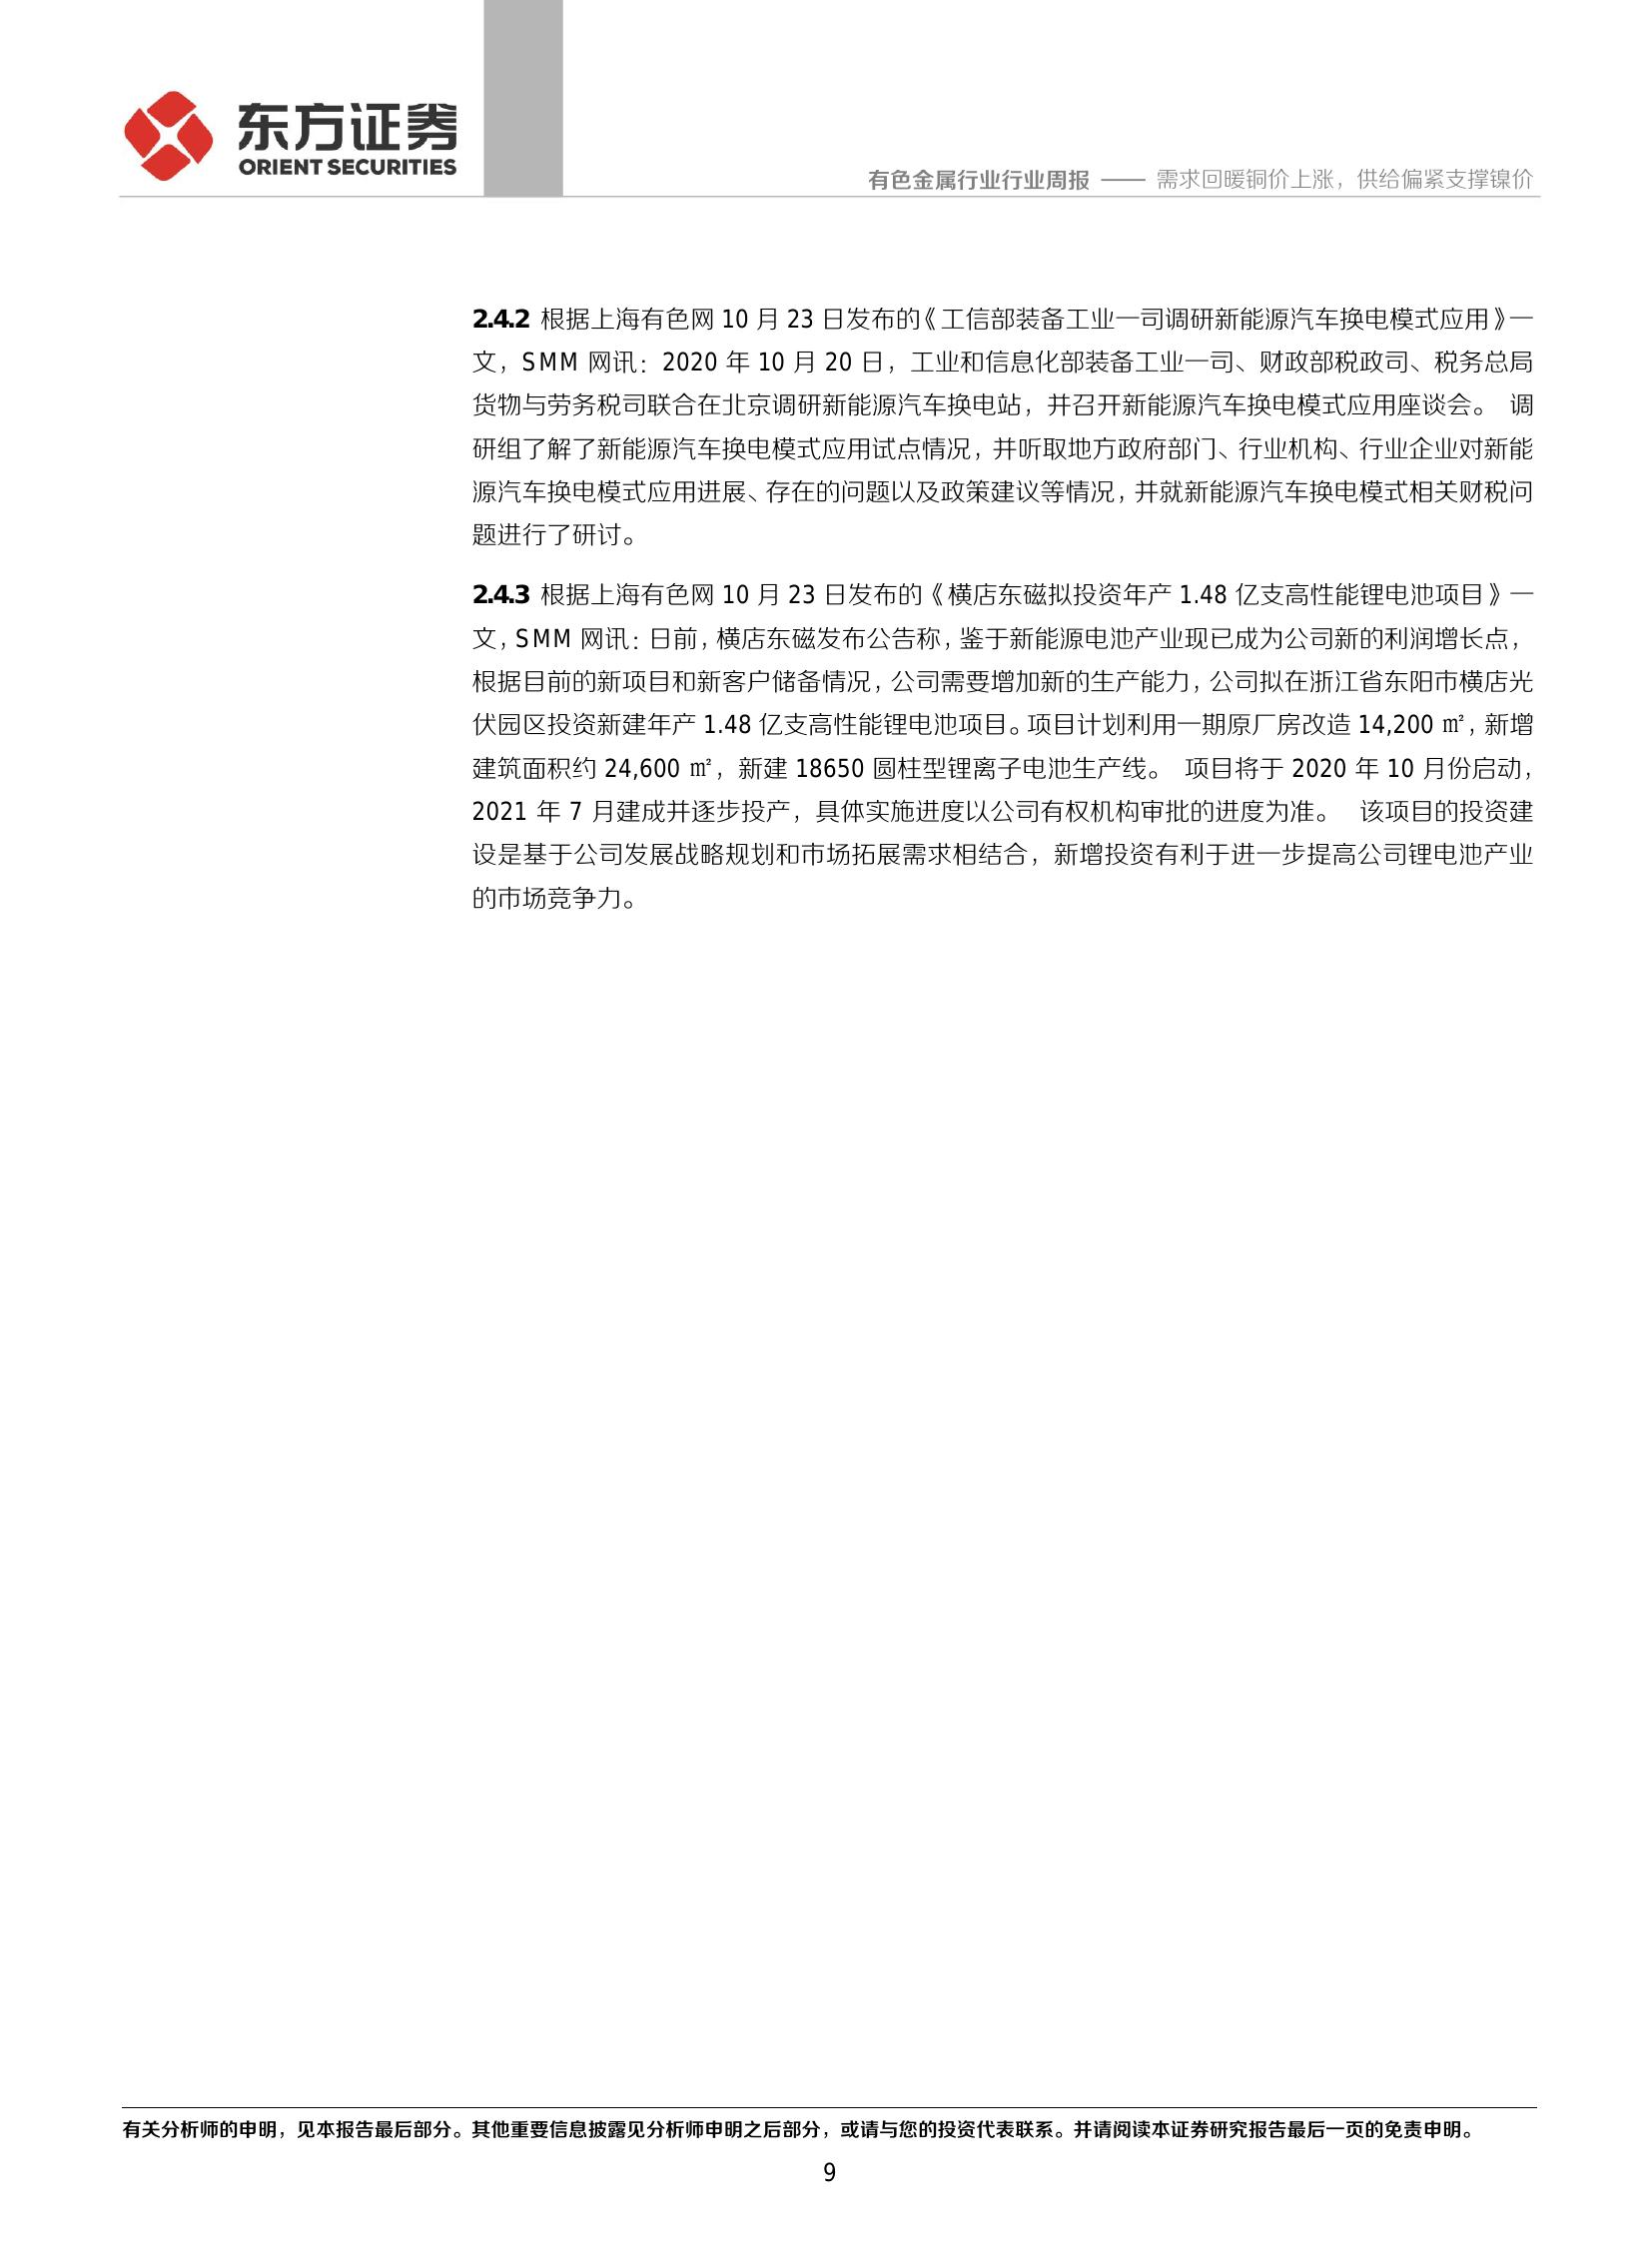 东方证券
ORIENT SECURITIES
有色金属行业行业周报 —— 需求回暖铜价上涨，供给偏紧支撑镍价
2.4.2 根据上海有色网 10 月 23 日发布的《工信部装备工业一司调研新能源汽车换电模式应用》一
文，SMM 网讯：2020 年 10 月 20 日，工业和信息化部装备工业一司、财政部税政司、税务总局
货物与劳务税司联合在北京调研新能源汽车换电站，并召开新能源汽车换电模式应用座谈会。 调
研组了解了新能源汽车换电模式应用试点情况，并听取地方政府部门、行业机构、行业企业对新能
源汽车换电模式应用进展、存在的问题以及政策建议等情况，并就新能源汽车换电模式相关财税问
题进行了研讨。
2.4.3 根据上海有色网 10 月 23 日发布的《横店东磁拟投资年产 1.48 亿支高性能锂电池项目》一
文，SMM 网讯：日前，横店东磁发布公告称，鉴于新能源电池产业现已成为公司新的利润增长点，
根据目前的新项目和新客户储备情况，公司需要增加新的生产能力，公司拟在浙江省东阳市横店光
伏园区投资新建年产 1.48 亿支高性能锂电池项目。项目计划利用一期原厂房改造 14,200 ㎡，新增
建筑面积约 24,600 ㎡，新建 18650 圆柱型锂离子电池生产线。 项目将于 2020 年 10 月份启动，
2021 年 7 月建成并逐步投产，具体实施进度以公司有权机构审批的进度为准。 该项目的投资建
设是基于公司发展战略规划和市场拓展需求相结合，新增投资有利于进一步提高公司锂电池产业
的市场竞争力。
有关分析师的申明，见本报告最后部分。其他重要信息披露见分析师申明之后部分，或请与您的投资代表联系。并请阅读本证券研究报告最后一页的免责申明。
9